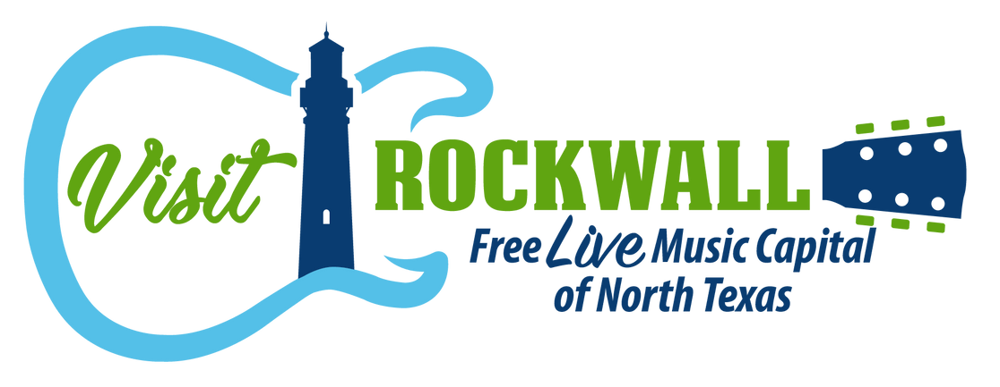 Visit ROCKWALL
Free Live Music Capital
of North Texas